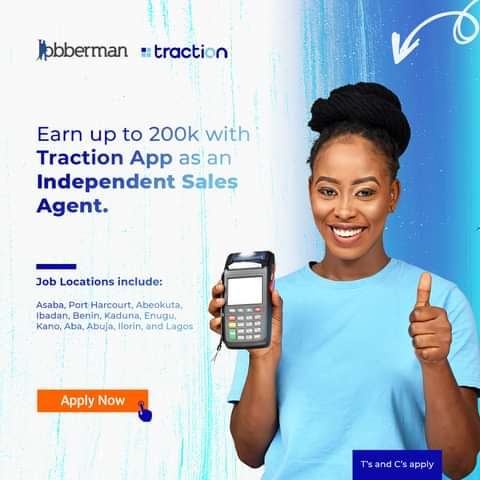 Jobberman traction
Earn up to 200k with
Traction App as an
Independent Sales
Agent.
Job Locations include:
Asaba, Port Harcourt, Abeokuta,
Ibadan, Benin, Kaduna, Enugu,
Kano, Aba, Abuja, Ilorin, and Lagos
Apply Now
T's and C's apply